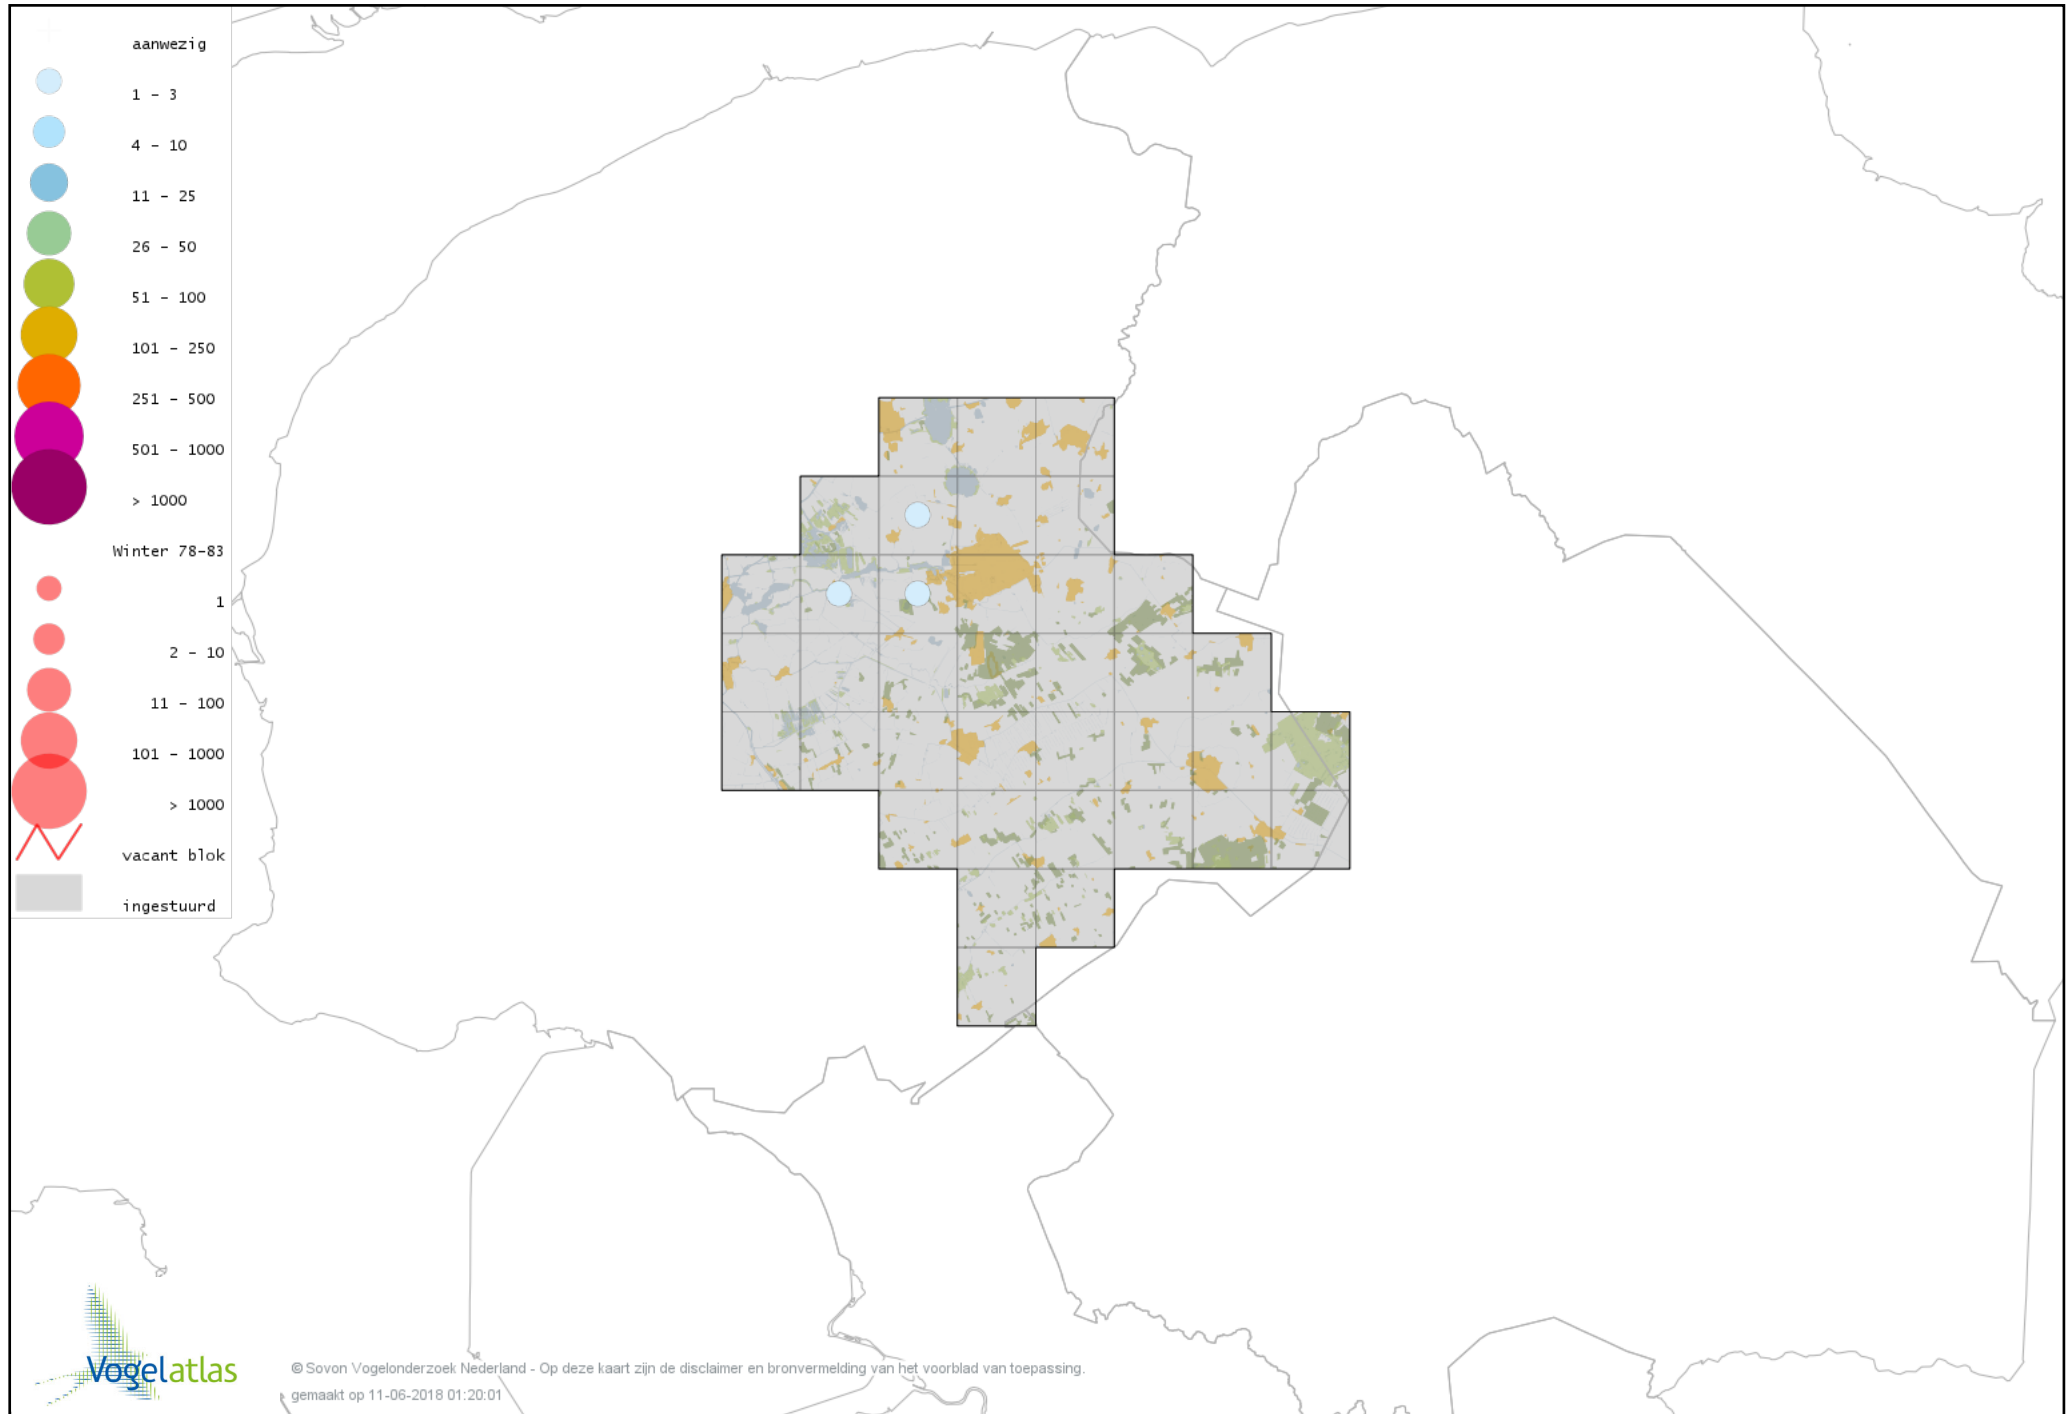 aanwezig
1 - 3
4 - 10
11 - 25
26 - 50
51 - 100
101 - 250
251 - 500
501 - 1000
> 1000
Winter 78-83
1
2 - 10
11 - 100
101 - 1000
> 1000
vacant blok
ingestuurd
Vogelatlas
© Sovon Vogelonderzoek Nederland - Op deze kaart zijn de disclaimer en bronvermelding van het voorblad van toepassing.
gemaakt op 11-06-2018 01:20:01